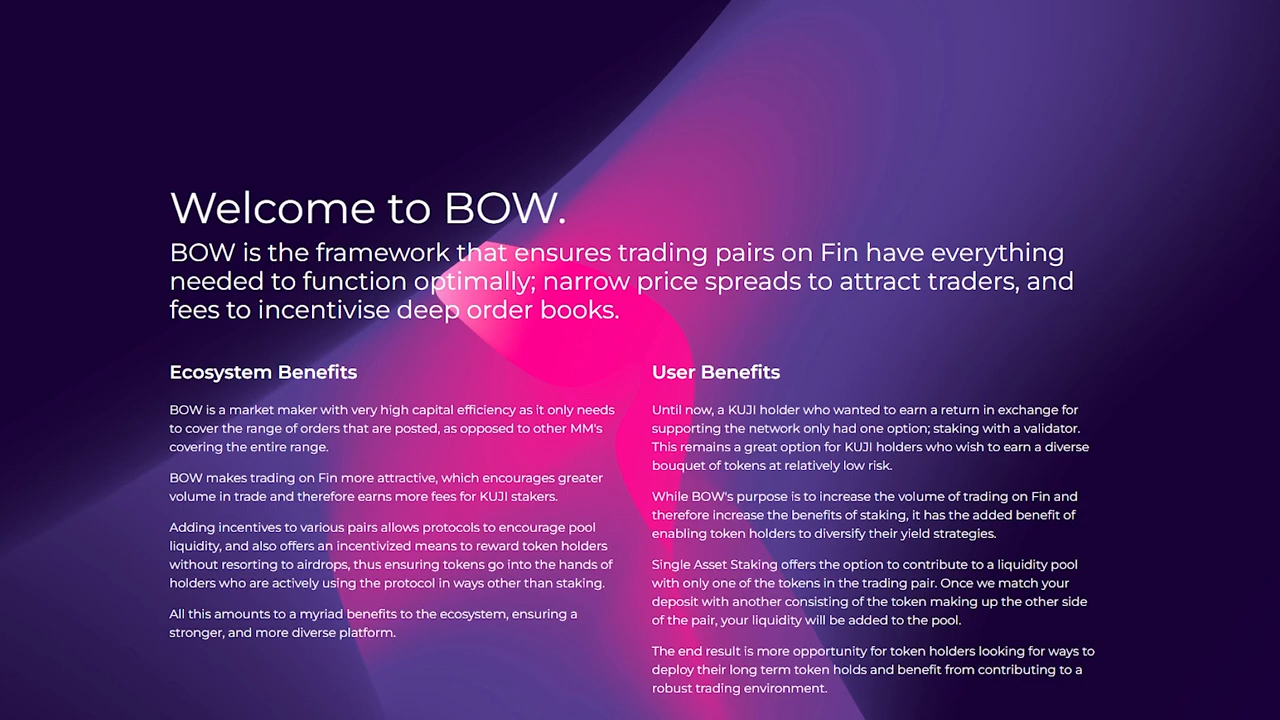 Welcome to BOW.
BOW is the framework that ensures trading pairs on Fin have everything
needed to function optimally; narrow price spreads to attract traders, and
fees to incentivise deep order books.
Ecosystem Benefits
BOW is a market maker with very high capital efficiency as it only needs
to cover the range of orders that are posted, as opposed to other MM's
covering the entire range.
BOW makes trading on Fin more attractive, which encourages greater
volume in trade and therefore earns more fees for KUJI stakers.
Adding incentives to various pairs allows protocols to encourage pool
liquidity, and also offers an incentivized means to reward token holders
without resorting to airdrops, thus ensuring tokens go into the hands of
holders who are actively using the protocol in ways other than staking.
All this amounts to a myriad benefits to the ecosystem, ensuring a
stronger, and more diverse platform.
User Benefits
Until now, a KUJI holder who wanted to earn a return in exchange for
supporting the network only had one option; staking with a validator.
This remains a great option for KUJI holders who wish to earn a diverse
bouquet of tokens at relatively low risk.
While BOW's purpose is to increase the volume of trading on Fin and
therefore increase the benefits of staking, it has the added benefit of
enabling token holders to diversify their yield strategies.
Single Asset Staking offers the option to contribute to a liquidity pool
with only one of the tokens in the trading pair. Once we match your
deposit with another consisting of the token making up the other side
of the pair, your liquidity will be added to the pool.
The end result is more opportunity for token holders looking for ways to
deploy their long term token holds and benefit from contributing to a
robust trading environment.